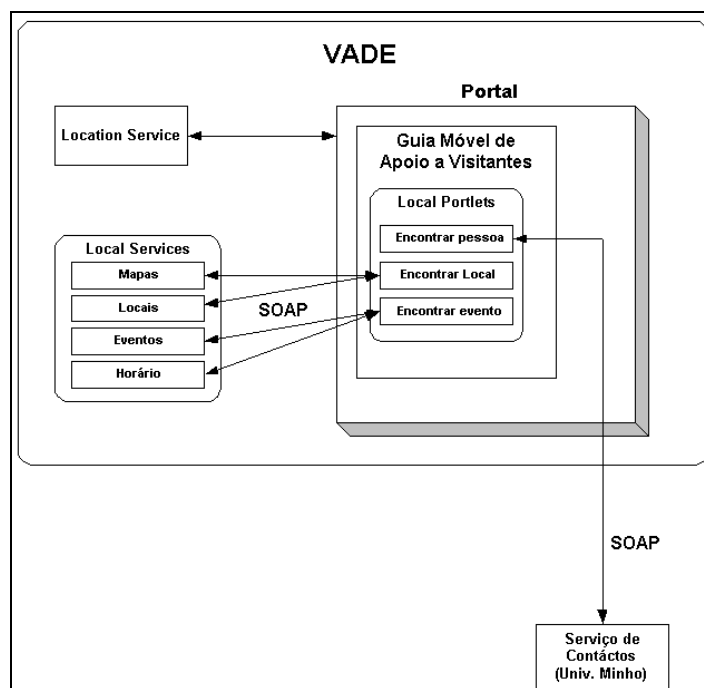 VADE
Portal
Location Service
Guia Móvel de
Apoio a Visitantes
Local Portlets
Encontrar pessoa
Encontrar Local
Encontrar evento
Local Services
Mapas
Locais
Eventos
Horário
SOAP
SOAP
Serviço de
Contáctos
(Univ. Minho)